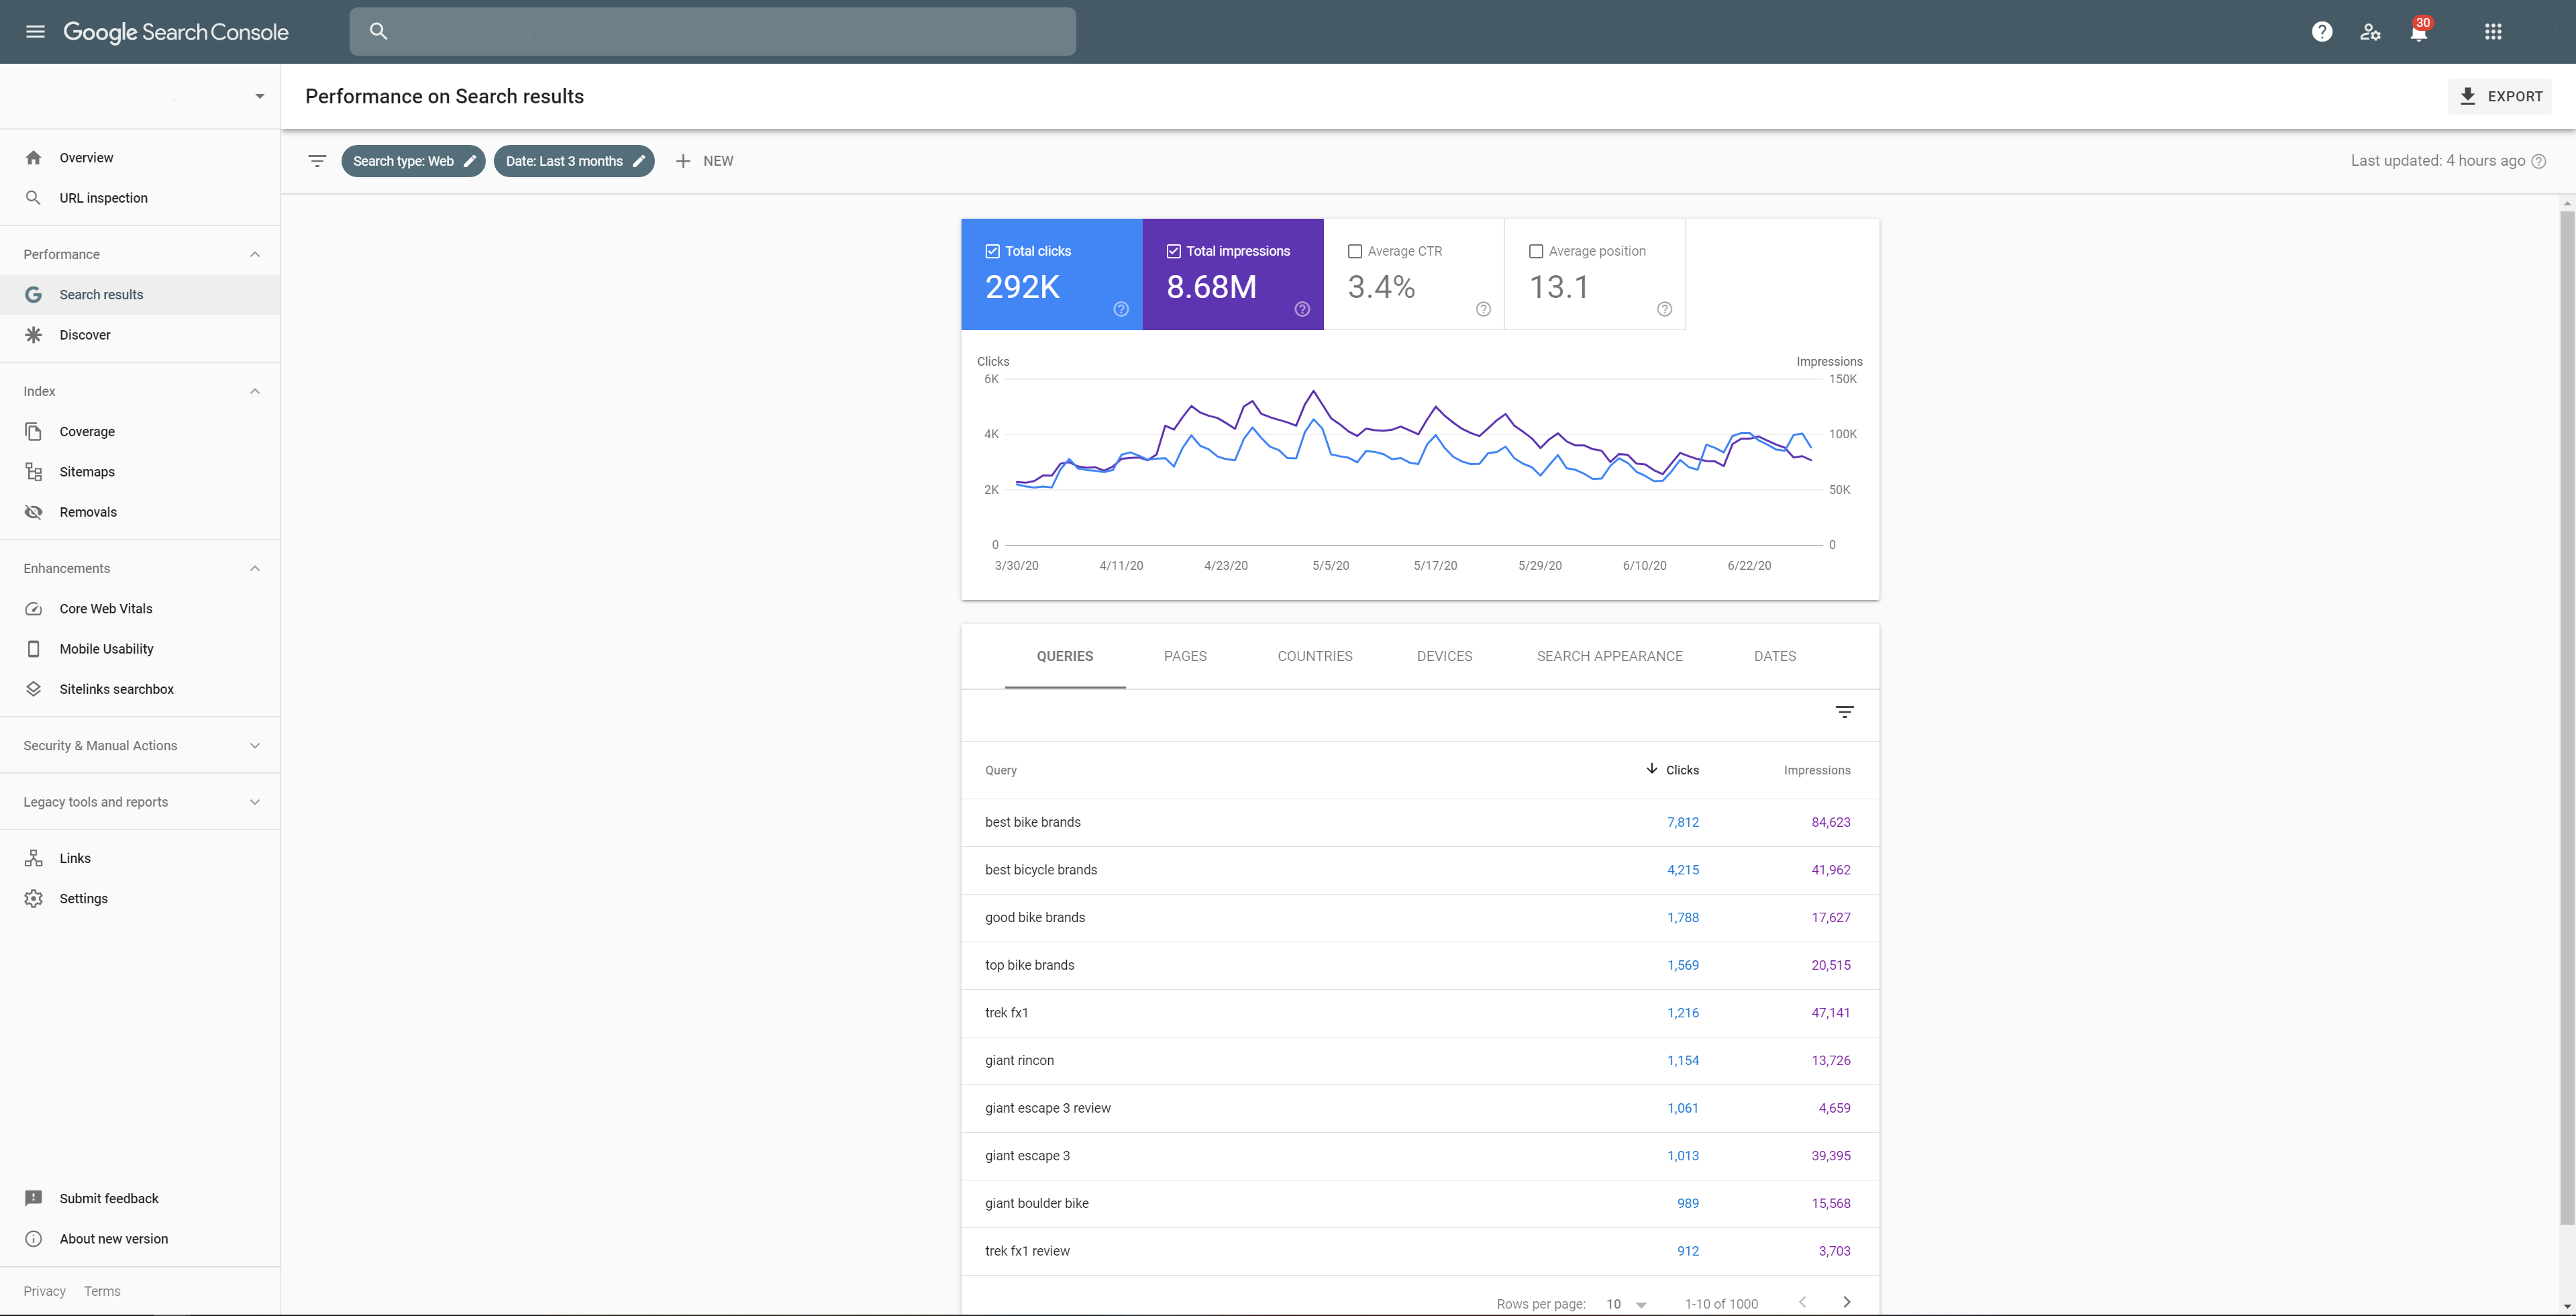 Google Search Console
30
Performance on Search results
EXPORT
Search type: Web
Date: Last 3 months
NEW
Last updated: 4 hours ago
Overview
URL inspection
Performance
Search results
Discover
Index
Coverage
Sitemaps
Removals
Enhancements
Core Web Vitals
Mobile Usability
Sitelinks searchbox
Security & Manual Actions
Legacy tools and reports
Links
Settings
Submit feedback
About new version
Privacy Terms
Total clicks
292K
Total impressions
8.68M
Average CTR
3.4%
Average position
13.1
Clicks Impressions
6K 150K
4K 100K
2K 50K
0 0
3/30/20 4/11/20 4/23/20 5/5/20 5/17/20 5/29/20 6/10/20 6/22/20
QUERIES PAGES COUNTRIES DEVICES SEARCH APPEARANCE DATES
Query Clicks Impressions
best bike brands 7,812 84,623
best bicycle brands 4,215 41,962
good bike brands 1,788 17,627
top bike brands 1,569 20,515
trek fx1 1,216 47,141
giant rincon 1,154 13,726
giant escape 3 review 1,061 4,659
giant escape 3 1,013 39,395
giant boulder bike 989 15,568
trek fx1 review 912 3,703
Rows per page: 10 1-10 of 1000